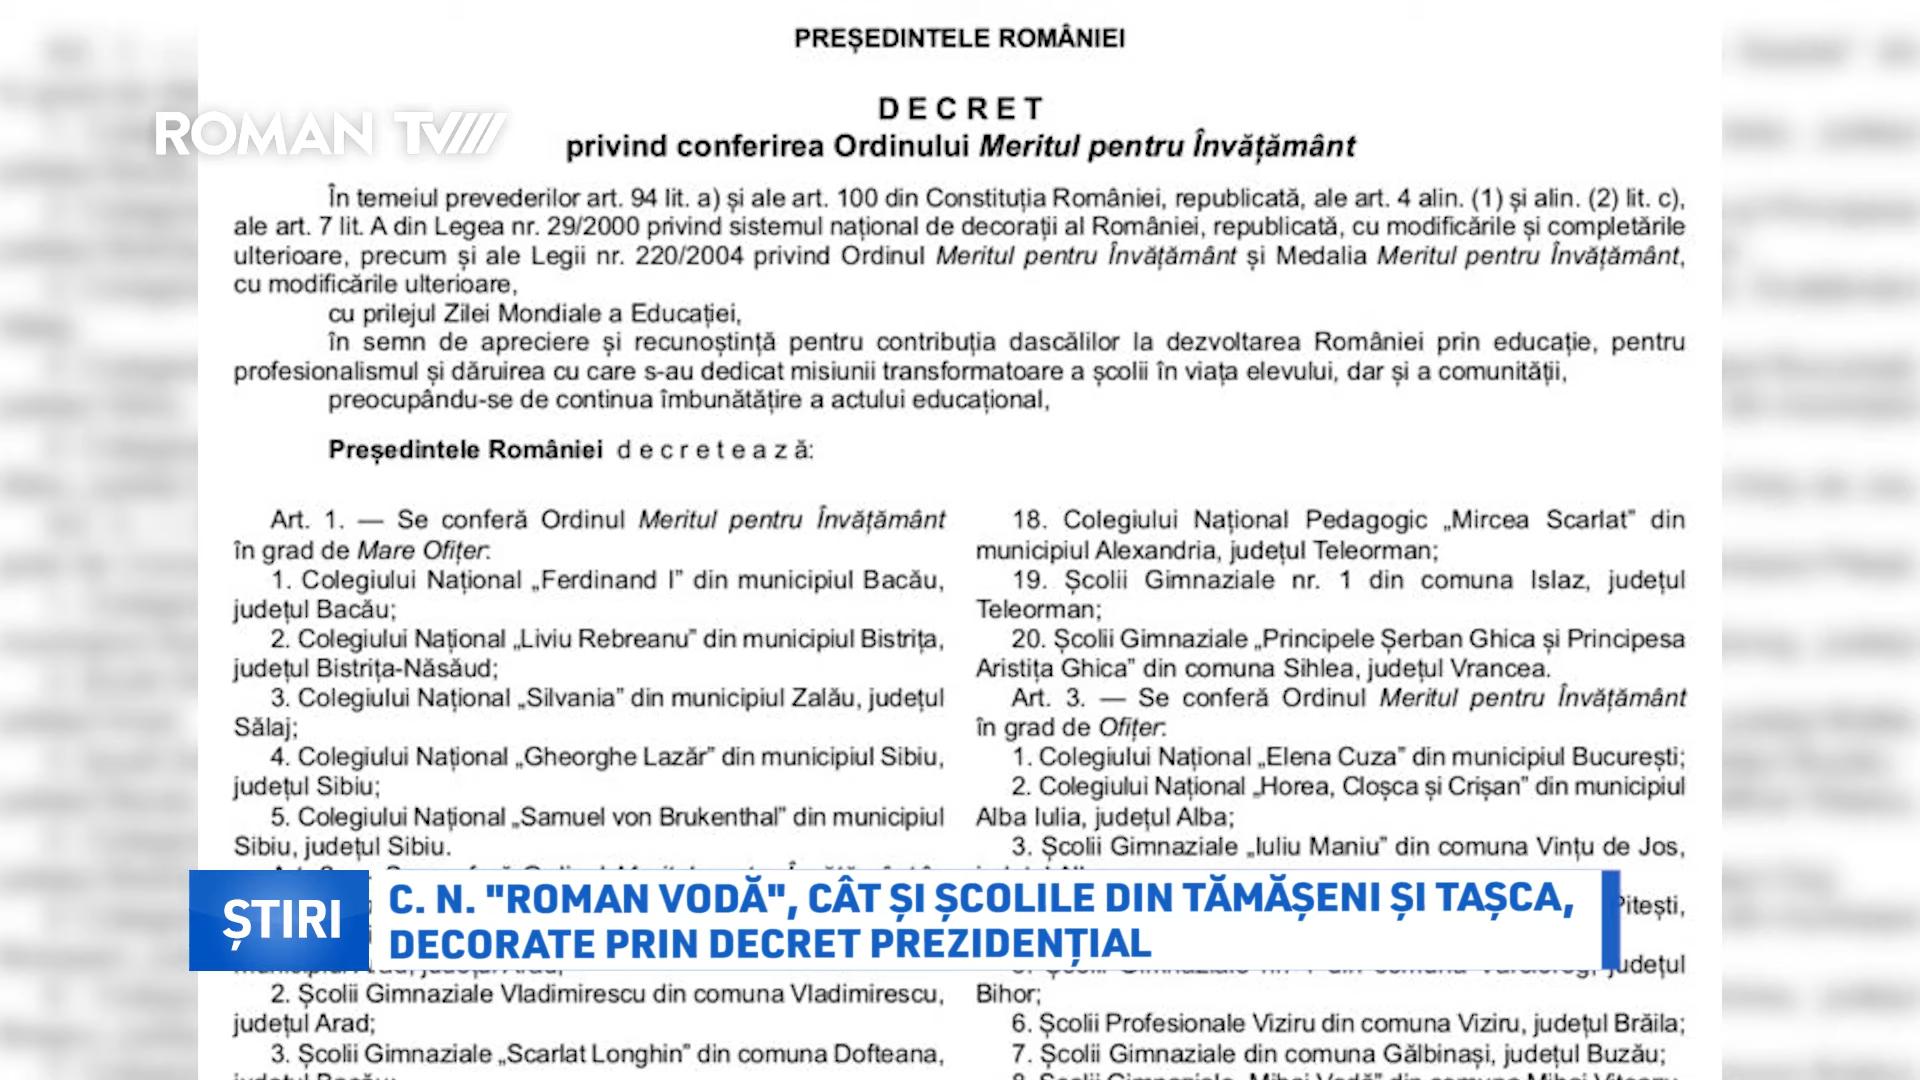 PREȘEDINTELE ROMÂNIEI
ROMAN TV
DECRET
privind conferirea Ordinului Meritul pentru Învățământ
În temeiul prevederilor art. 94 lit. a) și ale art. 100 din Constituția României, republicată, ale art. 4 alin. (1) și alin. (2) lit. c),
ale art. 7 lit. A din Legea nr. 29/2000 privind sistemul național de decorații al României, republicată, cu modificările și completările
ulterioare, precum și ale Legii nr. 220/2004 privind Ordinul Meritul pentru Învățământ și Medalia Meritul pentru Învățământ,
cu modificările ulterioare,
cu prilejul Zilei Mondiale a Educației,
în semn de apreciere și recunoștință pentru contribuția dascălilor la dezvoltarea României prin educație, pentru
profesionalismul și dăruirea cu care s-au dedicat misiunii transformatoare a școlii în viața elevului, dar și a comunității,
preocupându-se de continua îmbunătățire a actului educațional,
Președintele României decretează:
Art. 1. — Se conferă Ordinul Meritul pentru Învățământ
în grad de Mare Ofițer:
1. Colegiului Național „Ferdinand I” din municipiul Bacău,
județul Bacău;
2. Colegiului Național „Liviu Rebreanu” din municipiul Bistrița,
județul Bistrița-Năsăud;
3. Colegiului Național „Silvania” din municipiul Zalău, județul
Sălaj;
4. Colegiului Național „Gheorghe Lazăr” din municipiul Sibiu,
județul Sibiu;
5. Colegiului Național „Samuel von Brukenthal” din municipiul
Sibiu, județul Sibiu.
2. Școlii Gimnaziale Vladimirescu din comuna Vladimirescu,
județul Arad;
3. Școlii Gimnaziale „Scarlat Longhin” din comuna Dofteana,
18. Colegiului Național Pedagogic „Mircea Scarlat” din
municipiul Alexandria, județul Teleorman;
19. Școlii Gimnaziale nr. 1 din comuna Islaz, județul
Teleorman;
20. Școlii Gimnaziale „Principele Șerban Ghica și Principesa
Aristița Ghica” din comuna Sihlea, județul Vrancea.
Art. 3. — Se conferă Ordinul Meritul pentru Învățământ
în grad de Ofițer:
1. Colegiului Național „Elena Cuza” din municipiul București;
2. Colegiului Național „Horea, Cloșca și Crișan” din municipiul
Alba Iulia, județul Alba;
3. Școlii Gimnaziale „Iuliu Maniu” din comuna Vințu de Jos,
Pitești,
județul
Bihor;
6. Școlii Profesionale Viziru din comuna Viziru, județul Brăila;
7. Școlii Gimnaziale din comuna Gălbinași, județul Buzău;
ȘTIRI
C. N. "ROMAN VODĂ", CÂT ȘI ȘCOLILE DIN TĂMĂȘENI ȘI TAȘCA,
DECORATE PRIN DECRET PREZIDENȚIAL